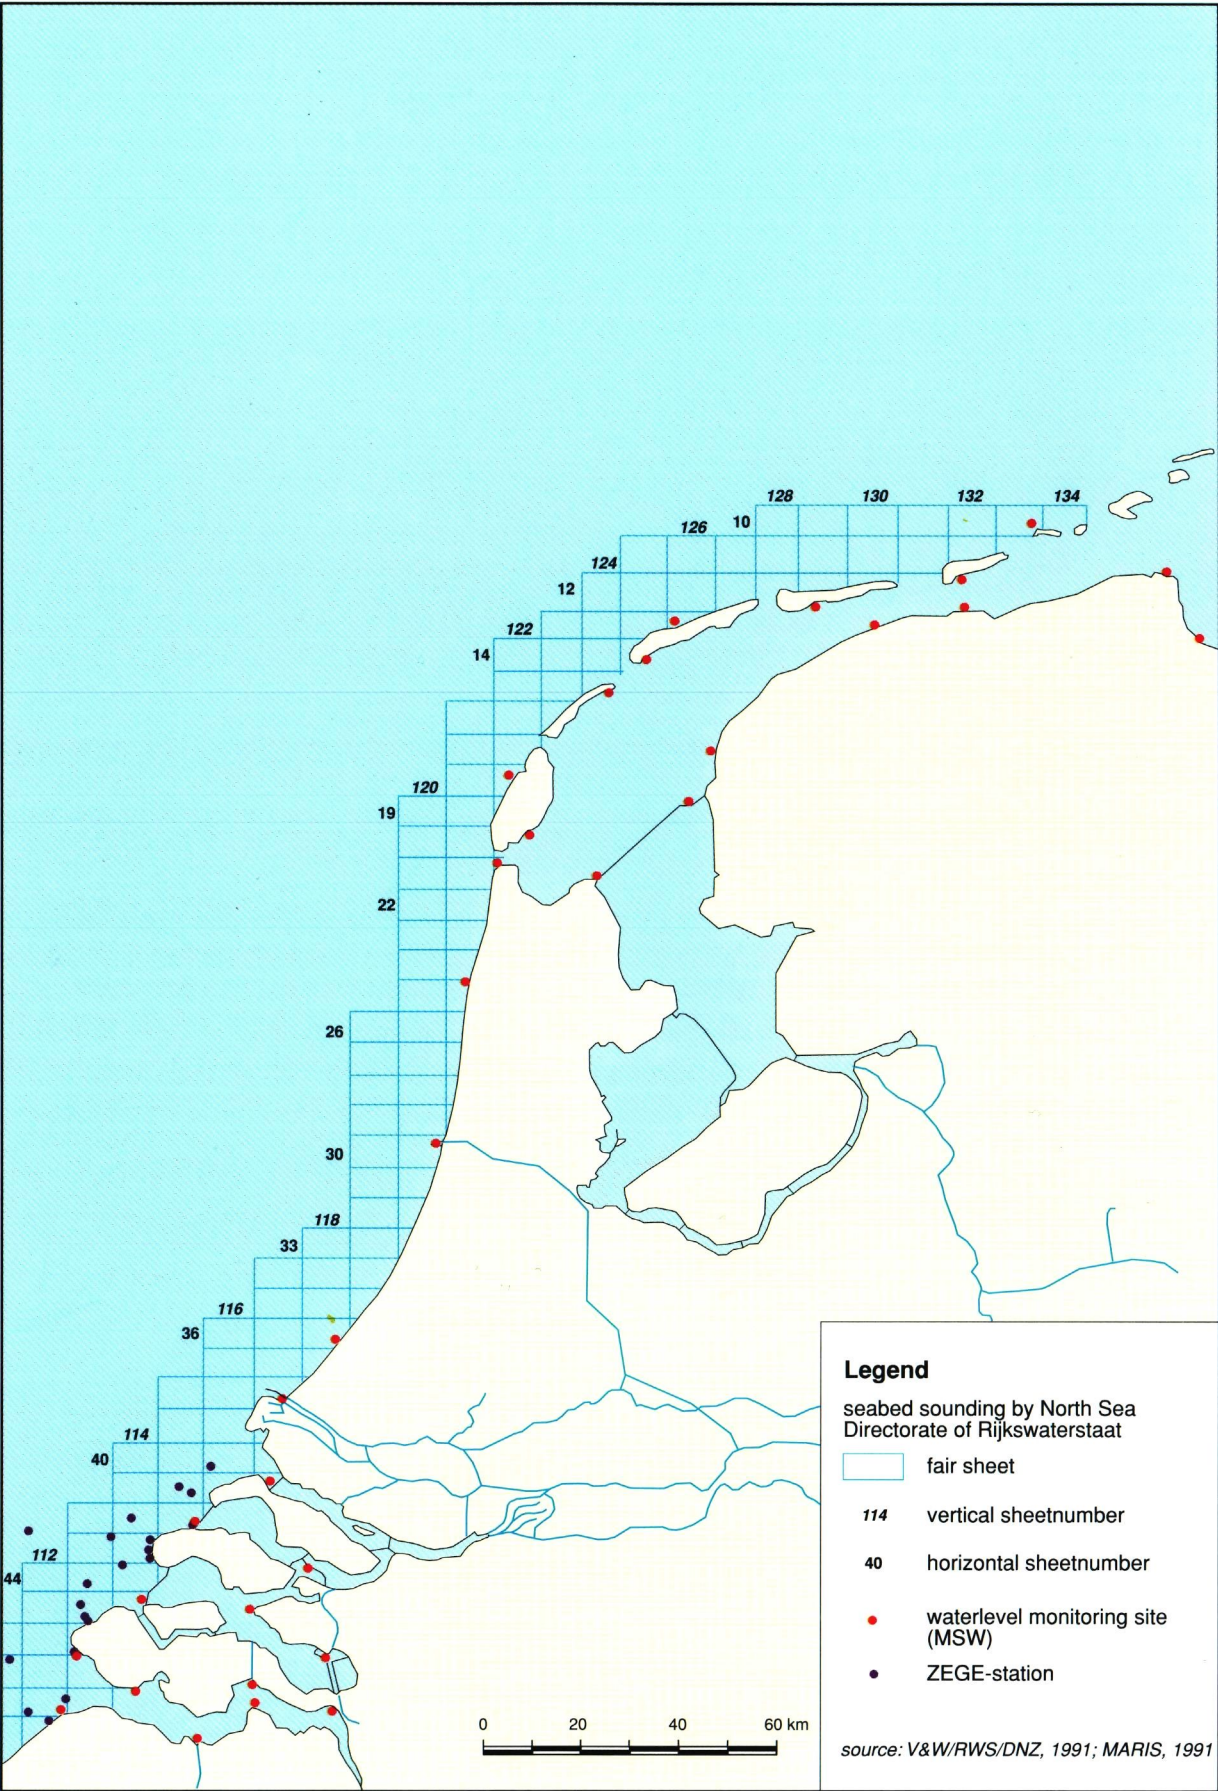 128 130 132 134
126 10
124
12
122
14
120
19
22
26
30
118
33
116
36
114
40
112
44
Legend
seabed sounding by North Sea
Directorate of Rijkswaterstaat
fair sheet
114 vertical sheetnumber
40 horizontal sheetnumber
waterlevel monitoring site
(MSW)
ZEGE-station
0 20 40 60 km
source: V&W/RWS/DNZ, 1991; MARIS, 1991